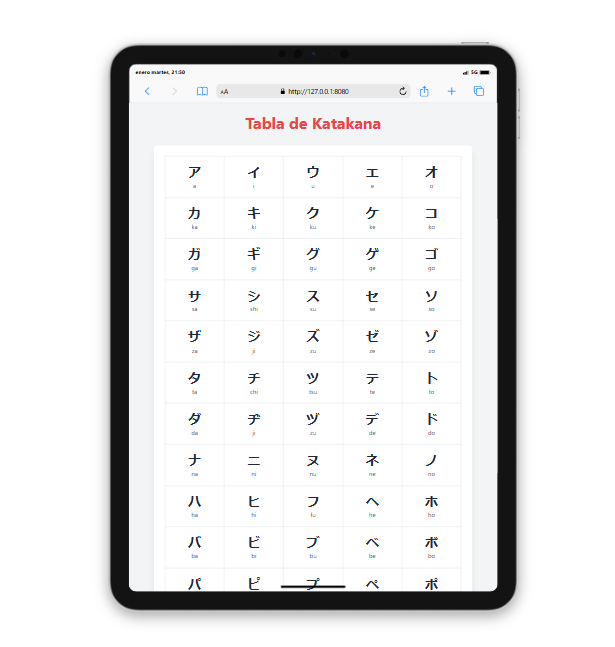 enero martes, 21:50
5G
AA
http://127.0.0.1:8080
Tabla de Katakana
ア イ ウ エ オ
a i u e o
カ キ ク ケ コ
ka ki ku ke ko
ガ ギ グ ゲ ゴ
ga gi gu ge go
サ シ ス セ ソ
sa shi su se so
ザ ジ ズ ゼ ゾ
za ji zu ze zo
タ チ ツ テ ト
ta chi tsu te to
ダ ヂ ヅ デ ド
da ji zu de do
ナ ニ ヌ ネ ノ
na ni nu ne no
ハ ヒ フ ヘ ホ
ha hi fu he ho
バ ビ ブ ベ ボ
ba bi bu be bo
パ ピ プ ペ ポ